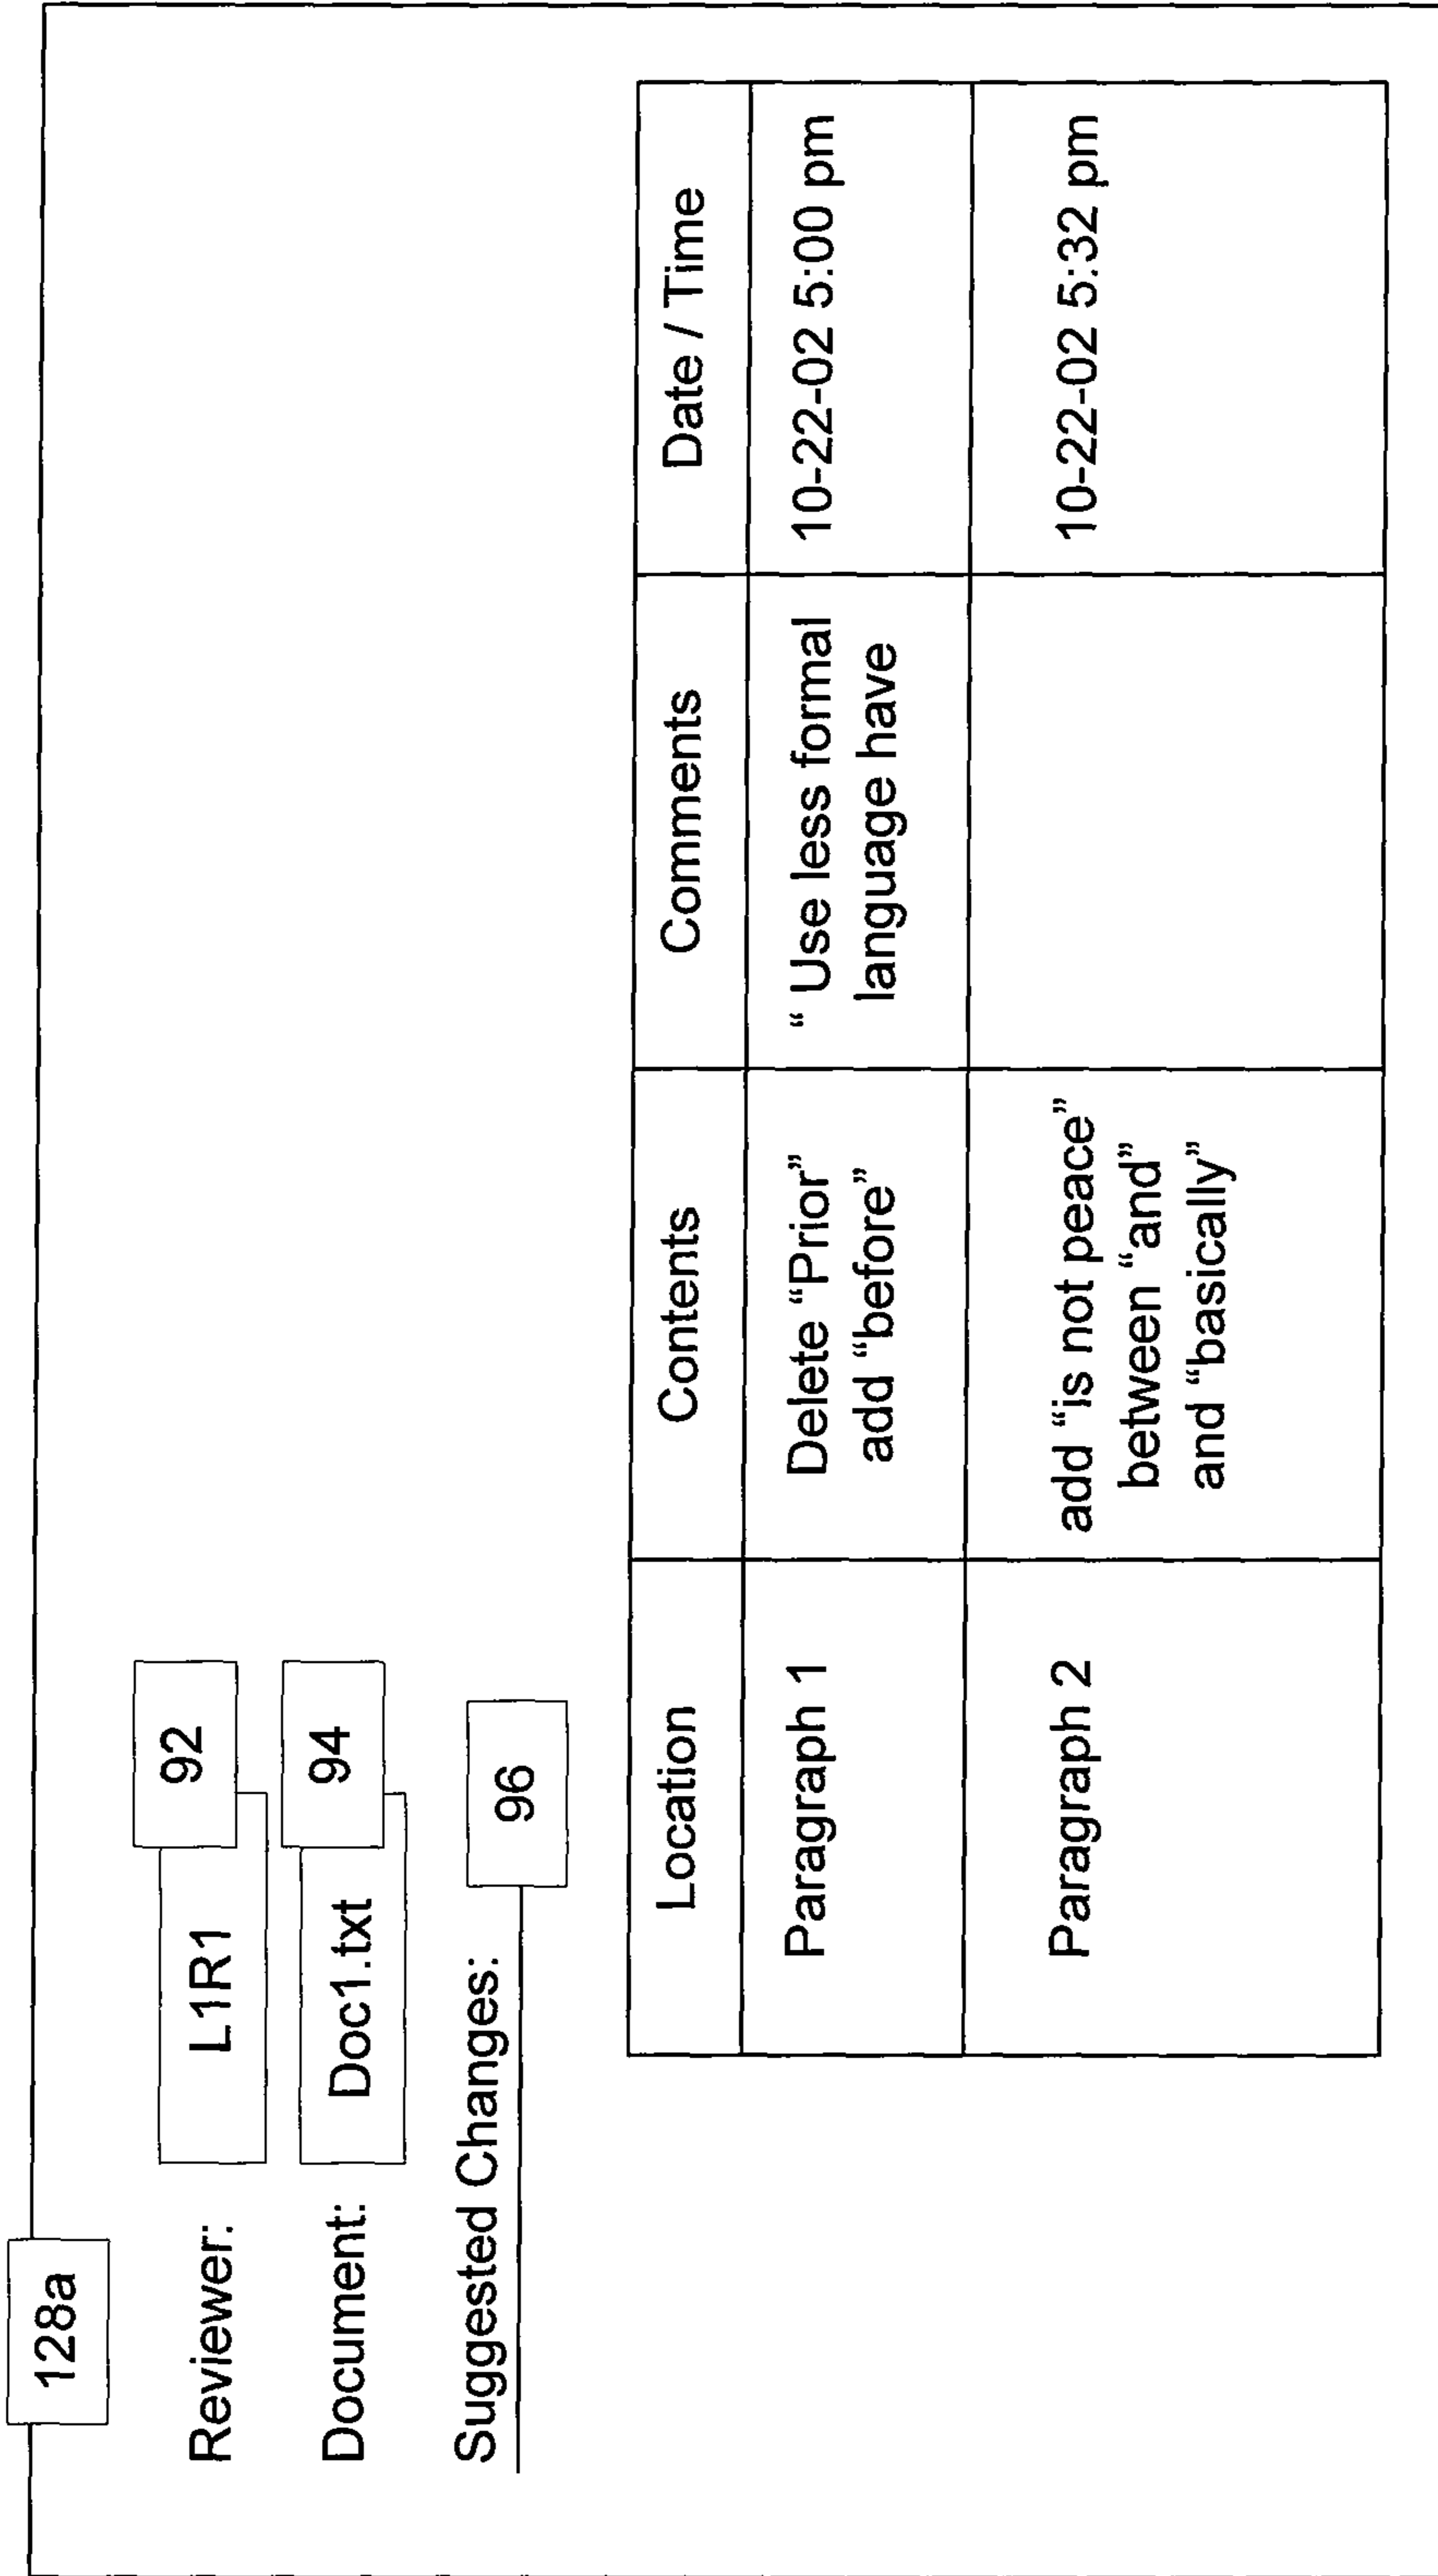 128a
Reviewer: L1R1 92
Document: Doc1.txt 94
Suggested Changes: 96
Location Contents Comments Date / Time
Paragraph 1 Delete “Prior” “ Use less formal 10-22-02 5:00 pm
add “before” language have
Paragraph 2 add “is not peace” 10-22-02 5:32 pm
between “and”
and “basically”